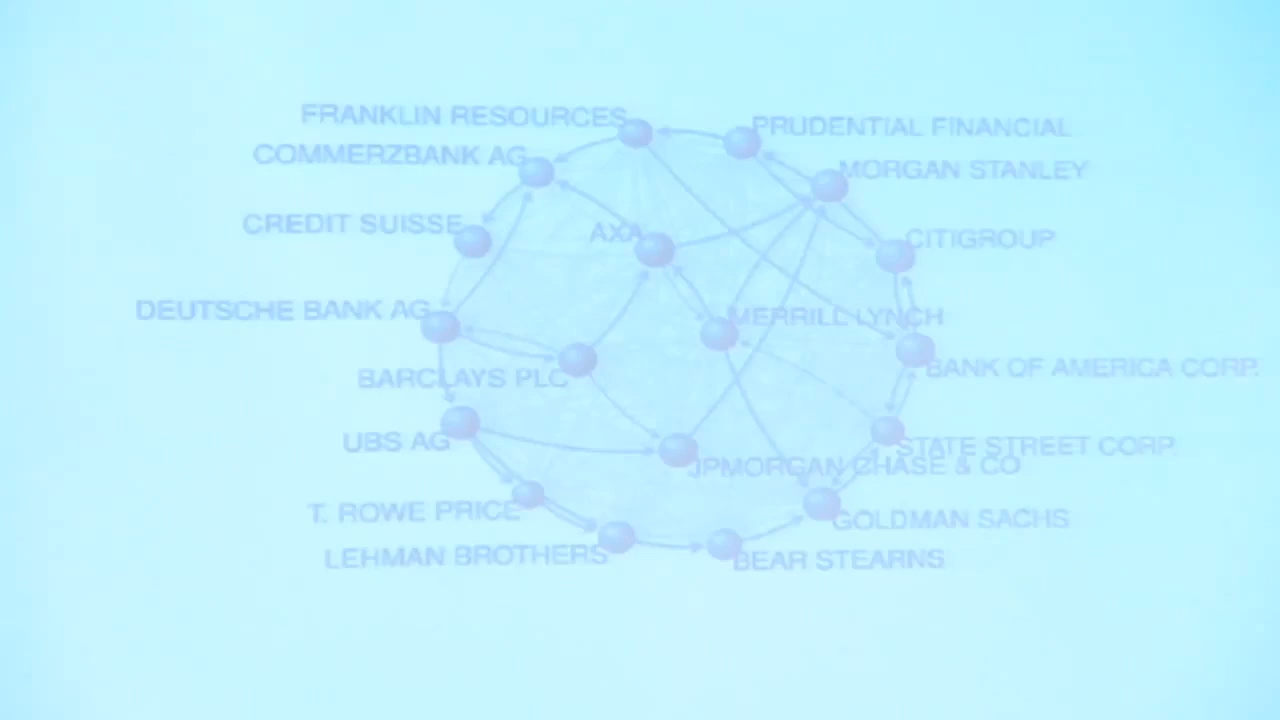 FRANKLIN RESOURCES
PRUDENTIAL FINANCIAL
COMMERZBANK AG
MORGAN STANLEY
CREDIT SUISSE
AXA
CITIGROUP
DEUTSCHE BANK AG
MERRILL LYNCH
BANK OF AMERICA CORP.
BARCLAYS PLC
UBS AG
STATE STREET CORP.
JPMORGAN CHASE & CO
T. ROWE PRICE
GOLDMAN SACHS
LEHMAN BROTHERS
BEAR STEARNS